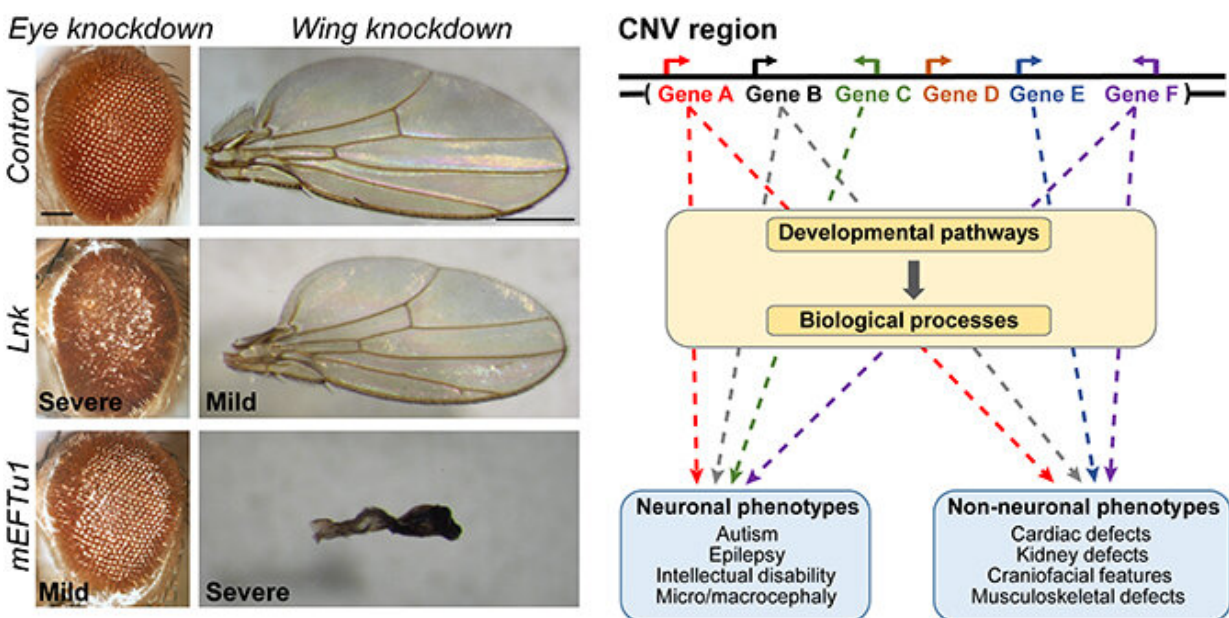 Eye knockdown
Wing knockdown
Control
Lnk
Severe
Mild
mEFTu1
Mild
Severe
CNV region
( Gene A Gene B Gene C Gene D Gene E Gene F )
Developmental pathways
Biological processes
Neuronal phenotypes
Autism
Epilepsy
Intellectual disability
Micro/macrocephaly
Non-neuronal phenotypes
Cardiac defects
Kidney defects
Craniofacial features
Musculoskeletal defects